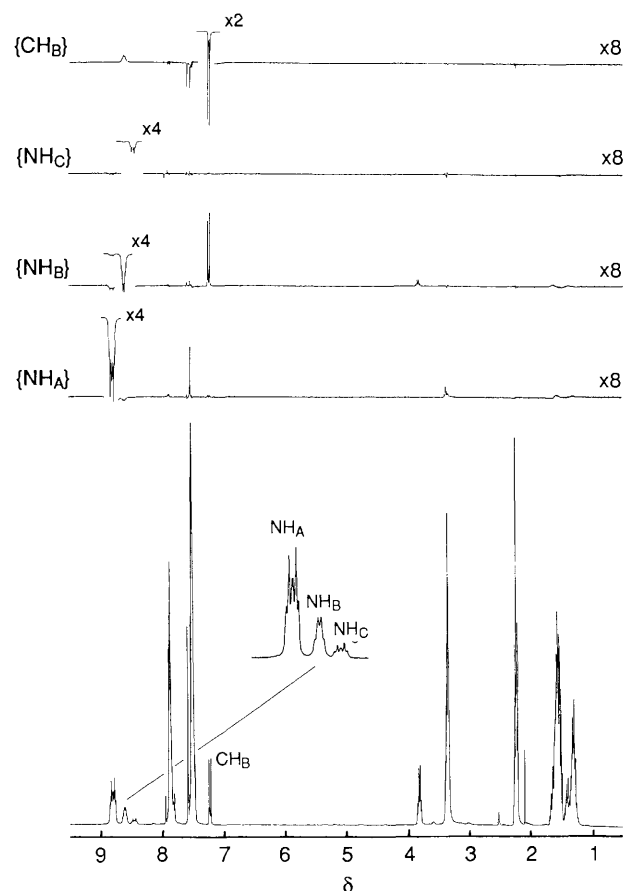 {CH_B} x2 x8
{NH_C} x4 x8
{NH_B} x4 x8
{NH_A} x4 x8
NH_A
NH_B
NH_C
CH_B
9 8 7 6 5 4 3 2 1
δ